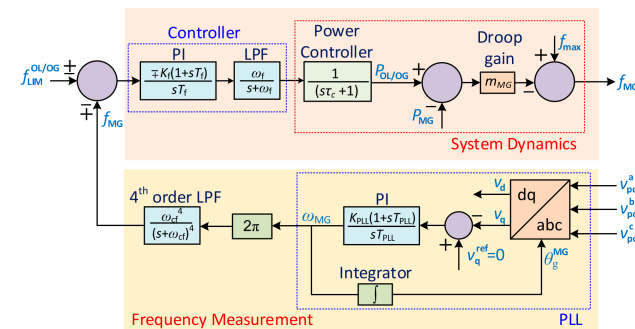 Controller
PI
LPF
Power
Controller
Droop
gain
f_LIM^OL/OG
±
∓K_f(1+sT_f)
sT_f
ω_f
s+ω_f
1
(sτ_c +1)
P_OL/OG
+
−
P_MG
m_MG
+
−
f_max
f_MG
∓
f_MG
System Dynamics
4th order LPF
ω_cf^4
(s+ω_cf)^4
2π
ω_MG
PI
K_PLL(1+sT_PLL)
sT_PLL
−
+
v_q^ref=0
v_d
v_q
dq
abc
θ_g^MG
Integrator
∫
Frequency Measurement
PLL